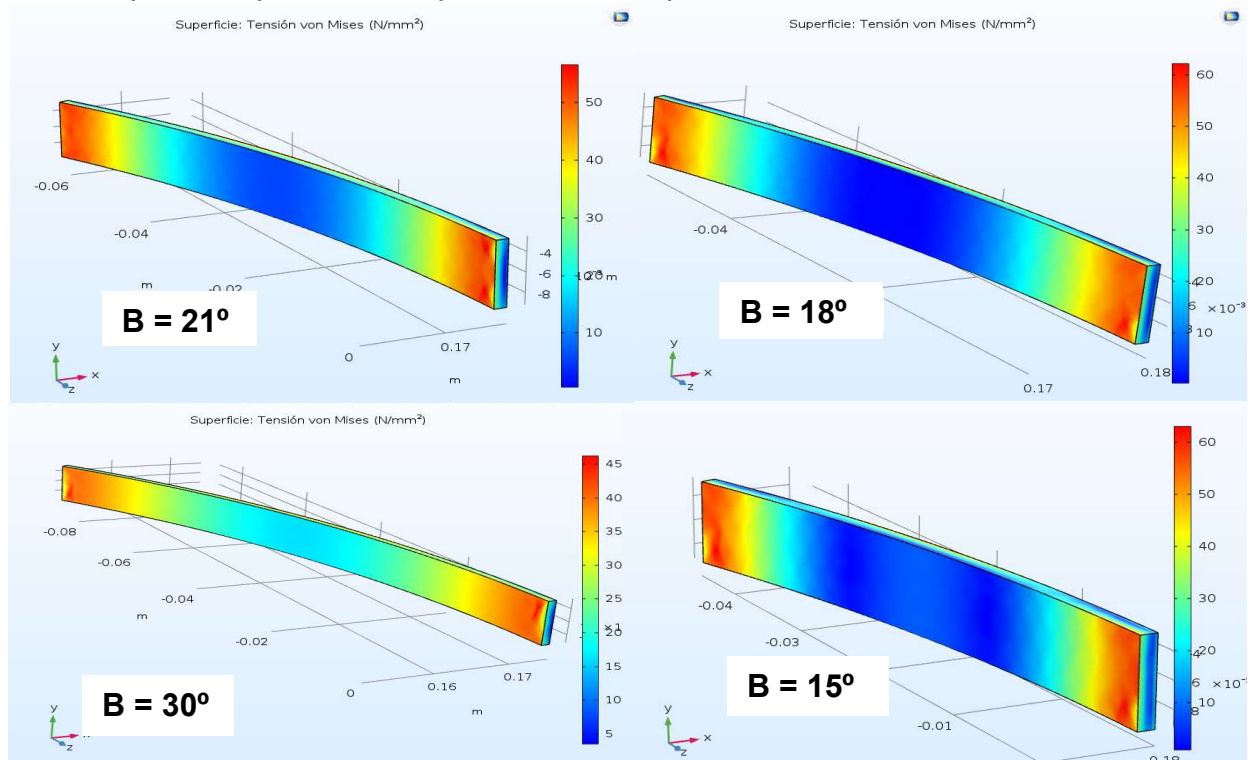 Superficie: Tensión von Mises (N/mm²)
50
40
30
10
-0.06
-0.04
-0.02
0
0.17
m
m
-4
-6
-8
B = 21º
y
x
z
Superficie: Tensión von Mises (N/mm²)
60
50
40
30
20
10
-0.04
0.17
0.18
×10⁻³
B = 18º
y
x
z
Superficie: Tensión von Mises (N/mm²)
45
40
35
30
25
20
15
10
5
-0.08
-0.06
-0.04
-0.02
0
0.16
0.17
m
m
B = 30º
y
x
z
60
50
40
30
20
10
-0.04
-0.03
-0.01
B = 15º
y
x
z